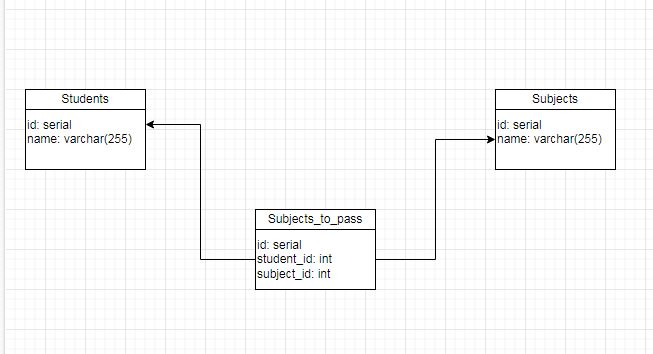 Students
id: serial
name: varchar(255)
Subjects
id: serial
name: varchar(255)
Subjects_to_pass
id: serial
student_id: int
subject_id: int